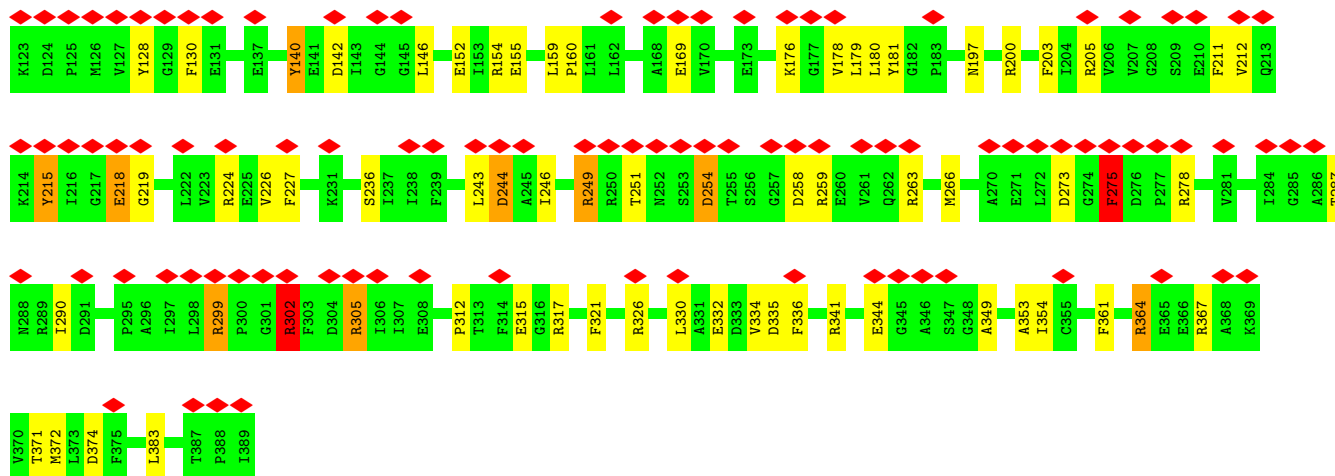 K123 D124 P125 M126 V127 Y128 G129 F130 E131 E137 Y140 E141 D142 I143 G144 G145 L146 E152 I153 R154 E155 L159 P160 L161 L162 A168 E169 V170 E173 K176 G177 V178 L179 L180 Y181 G182 P183 N197 R200 F203 I204 R205 V206 V207 G208 S209 E210 F211 V212 Q213
K214 Y215 I216 G217 E218 G219 L222 V223 R224 E225 V226 F227 K231 S236 I237 I238 F239 L243 D244 A245 I246 R249 R250 T251 N252 S253 D254 T255 S256 G257 D258 R259 E260 V261 Q262 R263 M266 A270 E271 L272 D273 G274 F275 D276 P277 R278 V281 I284 G285 A286 T287
N288 R289 I290 D291 P295 A296 I297 L298 R299 P300 G301 R302 F303 D304 R305 I306 I307 E308 P312 T313 F314 E315 G316 R317 F321 R326 L330 A331 E332 D333 V334 D335 F336 R341 E344 G345 A346 S347 G348 A349 A353 I354 C355 F361 R364 E365 E366 R367 A368 K369
V370 T371 M372 L373 D374 F375 L383 T387 P388 I389